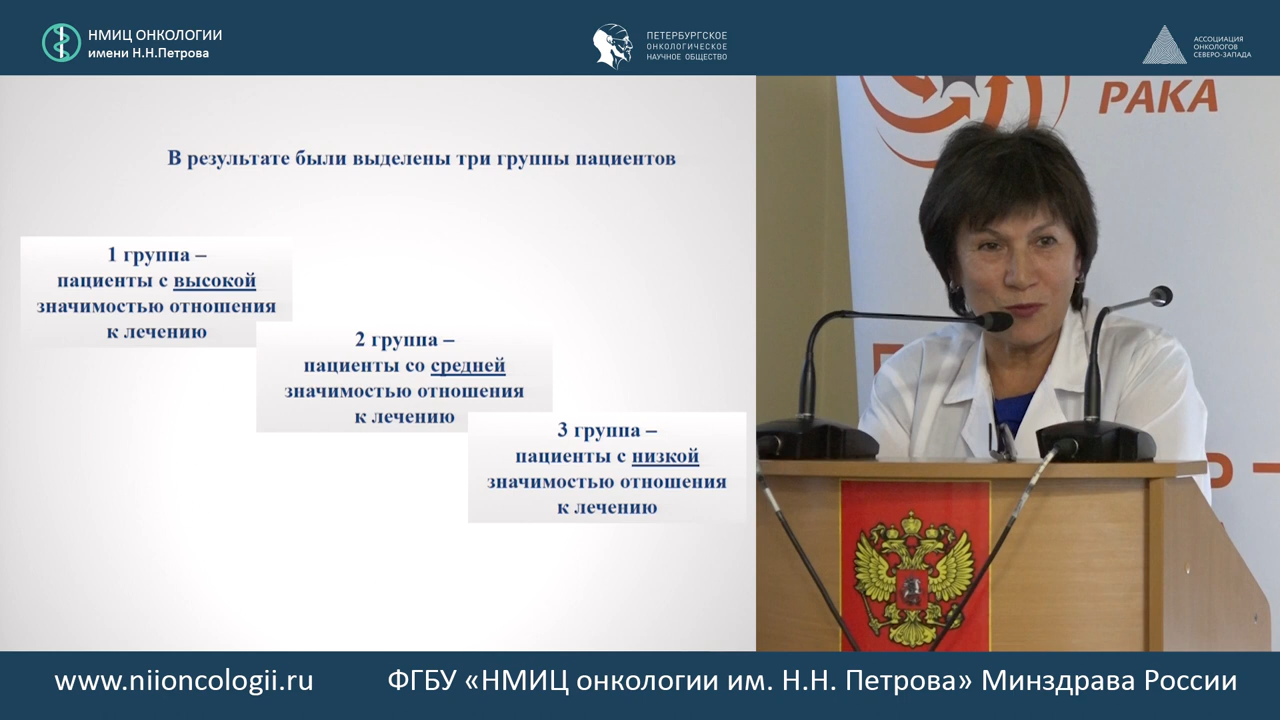 НМИЦ ОНКОЛОГИИ
имени Н.Н.Петрова
ПЕТЕРБУРГСКОЕ
ОНКОЛОГИЧЕСКОЕ
НАУЧНОЕ ОБЩЕСТВО
АССОЦИАЦИЯ
ОНКОЛОГОВ
СЕВЕРО-ЗАПАДА
РАКА
В результате были выделены три группы пациентов
1 группа –
пациенты с высокой
значимостью отношения
к лечению
2 группа –
пациенты со средней
значимостью отношения
к лечению
3 группа –
пациенты с низкой
значимостью отношения
к лечению
www.niioncologii.ru
ФГБУ «НМИЦ онкологии им. Н.Н. Петрова» Минздрава России